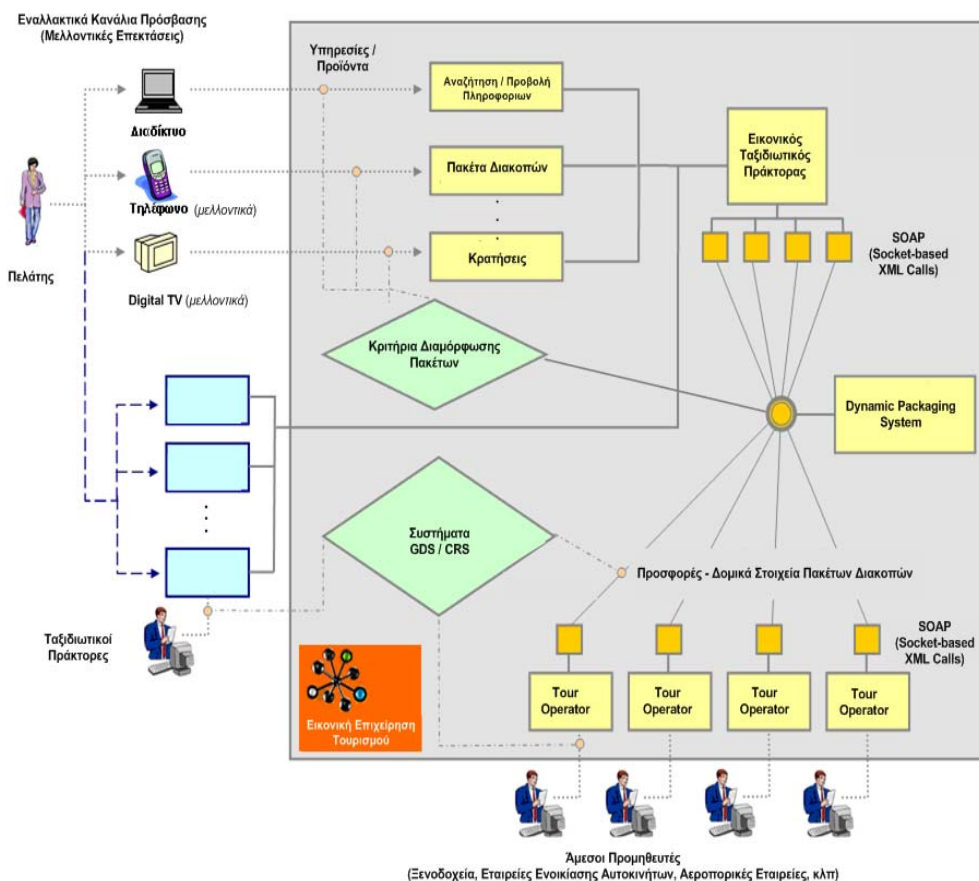 Εναλλακτικά Κανάλια Πρόσβασης
(Μελλοντικές Επεκτάσεις)
Υπηρεσίες /
Προϊόντα
Αναζήτηση / Προβολή
Πληροφοριων
Διαδίκτυο
Εικονικός
Ταξιδιωτικός
Πράκτορας
Πακέτα Διακοπών
Τηλέφωνο (μελλοντικά)
Κρατήσεις
SOAP
(Socket-based
XML Calls)
Πελάτης
Digital TV (μελλοντικά)
Κριτήρια Διαμόρφωσης
Πακέτων
Dynamic Packaging
System
Συστήματα
GDS / CRS
Προσφορές - Δομικά Στοιχεία Πακέτων Διακοπών
Ταξιδιωτικοί
Πράκτορες
SOAP
(Socket-based
XML Calls)
Tour
Operator
Tour
Operator
Tour
Operator
Tour
Operator
Εικονική Επιχείρηση
Τουρισμού
Άμεσοι Προμηθευτές
(Ξενοδοχεία, Εταιρείες Ενοικίασης Αυτοκινήτων, Αεροπορικές Εταιρείες, κλπ)